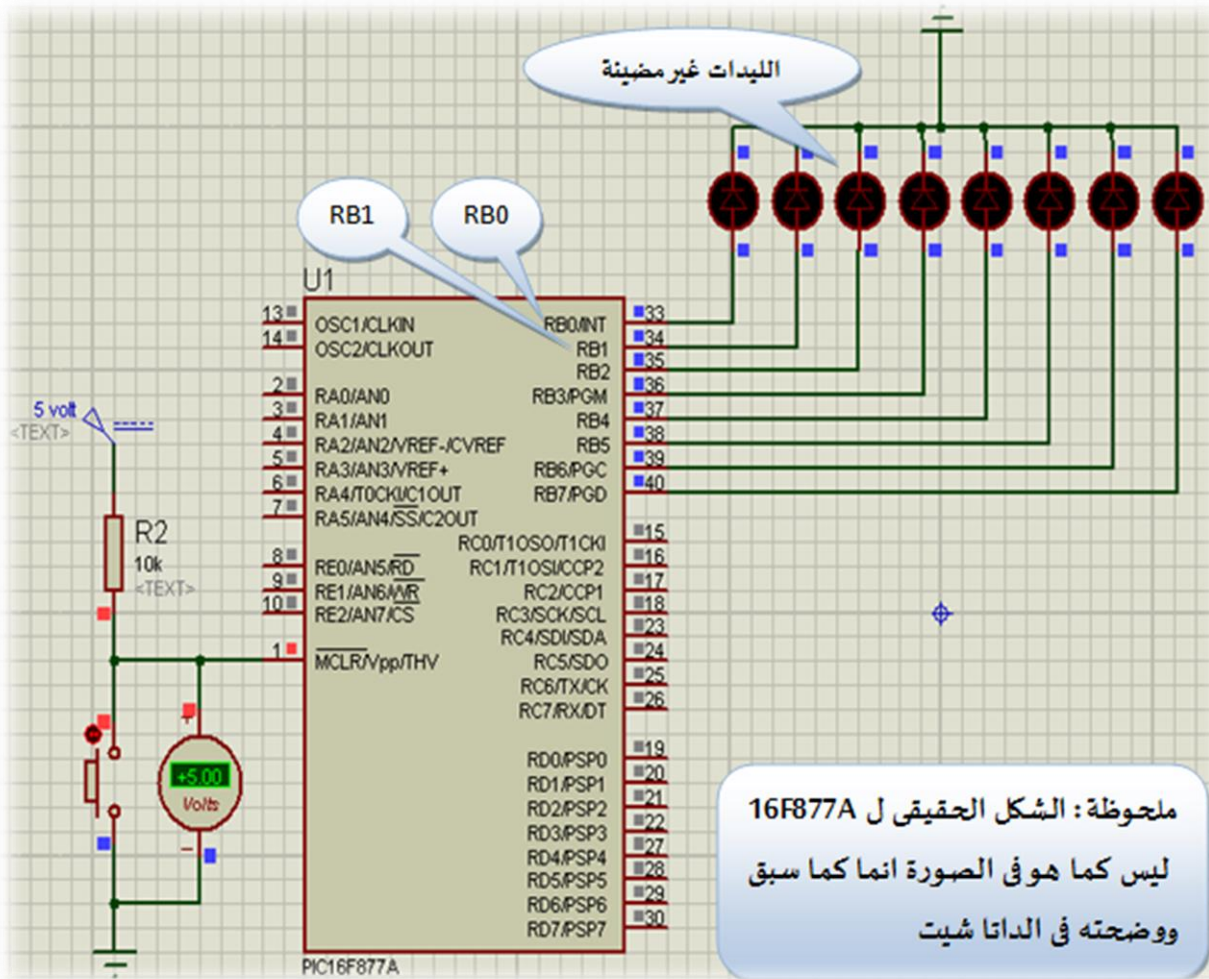 الليدات غير مضيئة
RB1
RB0
U1
13
14
2
3
4
5
6
7
8
9
10
1
OSC1/CLKIN
OSC2/CLKOUT
RA0/AN0
RA1/AN1
RA2/AN2/VREF-/CVREF
RA3/AN3/VREF+
RA4/T0CKI/C1OUT
RA5/AN4/SS/C2OUT
RE0/AN5/RD
RE1/AN6/WR
RE2/AN7/CS
MCLR/Vpp/THV
RB0/INT
RB1
RB2
RB3/PGM
RB4
RB5
RB6/PGC
RB7/PGD
RC0/T1OSO/T1CKI
RC1/T1OSI/CCP2
RC2/CCP1
RC3/SCK/SCL
RC4/SDI/SDA
RC5/SDO
RC6/TX/CK
RC7/RX/DT
RD0/PSP0
RD1/PSP1
RD2/PSP2
RD3/PSP3
RD4/PSP4
RD5/PSP5
RD6/PSP6
RD7/PSP7
33
34
35
36
37
38
39
40
15
16
17
18
23
24
25
26
19
20
21
22
27
28
29
30
PIC16F877A
5 volt
<TEXT>
R2
10k
<TEXT>
+
+5.00
Volts
−
ملحوظة : الشكل الحقيقى ل 16F877A
ليس كما هو فى الصورة انما كما سبق
ووضحته فى الداتا شيت